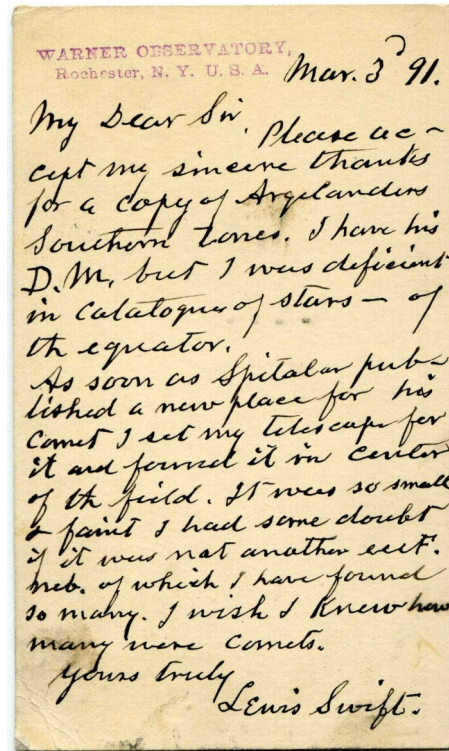 WARNER OBSERVATORY,
Rochester, N. Y. U. S. A.
Mar. 3d 91.
My Dear Sir,
Please ac-
cept my sincere thanks
for a copy of Argelanders
Southern Zones. I have his
D. M, but I was deficient
in catalogues of stars – of
th equator.
As soon as Spitalar pub-
lished a new place for his
comet I set my telescope for
it and found it in center
of th field. It was so small
& faint I had some doubt
if it was not another
neb. of which I have found
so many. I wish I Knew how
many were comets.
Yours truly
Lewis Swift.